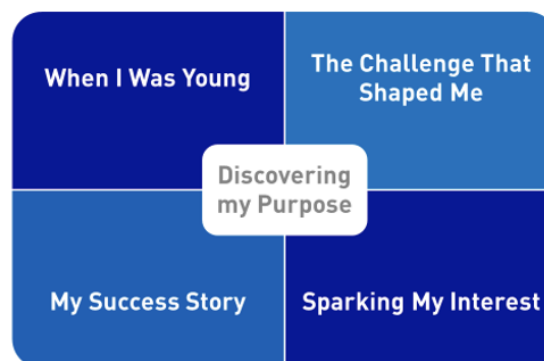 When I Was Young
The Challenge That
Shaped Me
Discovering
my Purpose
My Success Story
Sparking My Interest